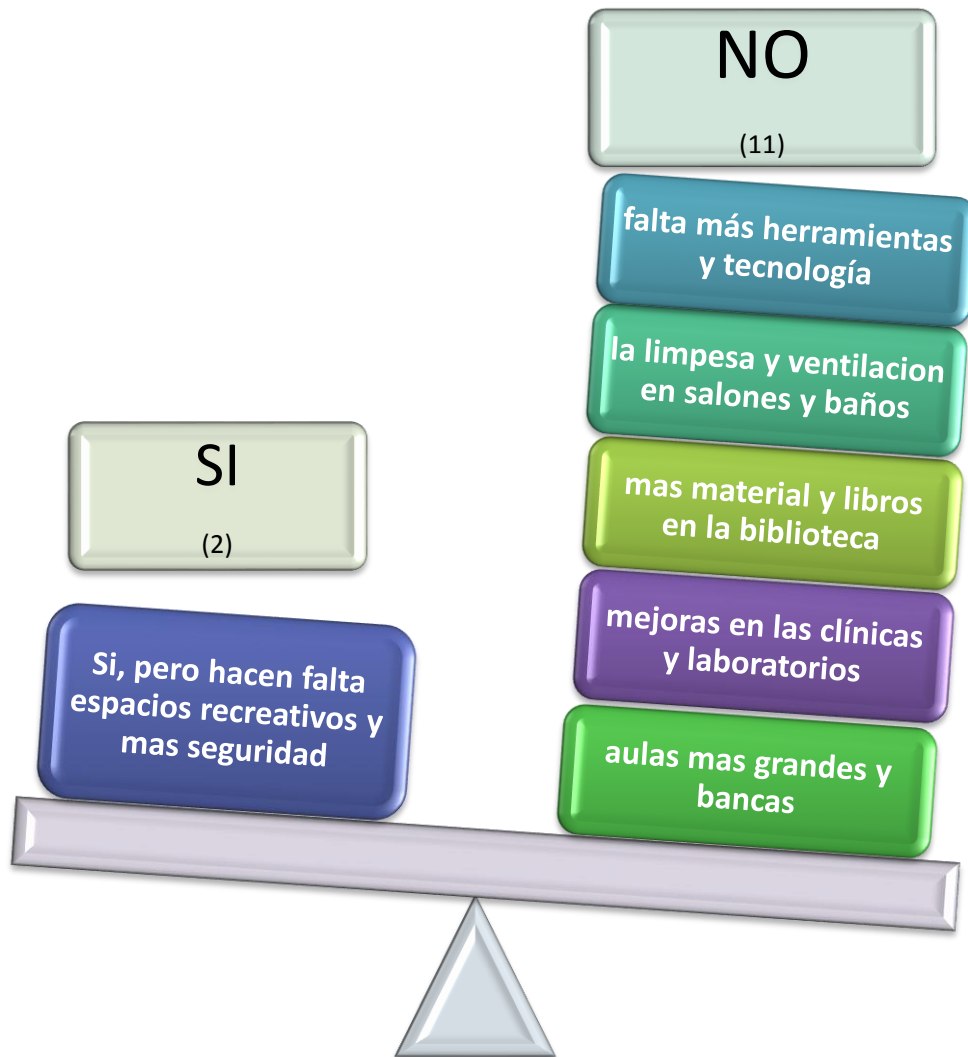 SI
(2)
Si, pero hacen falta
espacios recreativos y
mas seguridad
NO
(11)
falta más herramientas
y tecnología
la limpesa y ventilacion
en salones y baños
mas material y libros
en la biblioteca
mejoras en las clínicas
y laboratorios
aulas mas grandes y
bancas